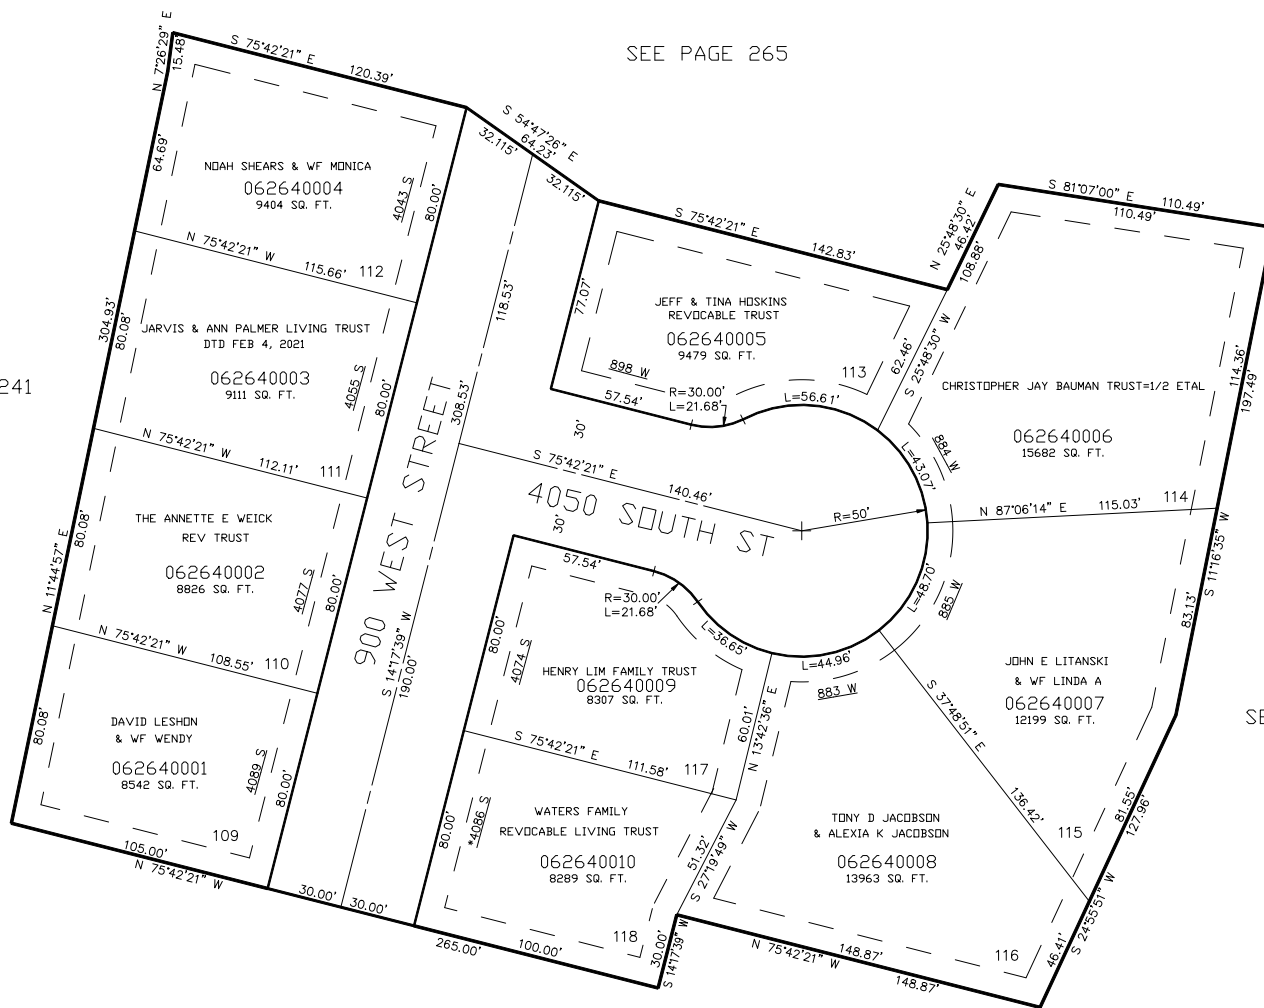 SEE PAGE 265
N 7°26'29" E
15.48'
S 75°42'21" E
120.39'
S 54°47'26" E
64.23'
32.115'
32.115'
64.69'
NOAH SHEARS & WF MONICA
062640004
9404 SQ. FT.
4043 S
80.00'
N 75°42'21" W
115.66'
112
S 75°42'21" E
142.83'
N 25°48'30" E
46.42'
108.88'
S 81°07'00" E
110.49'
110.49'
77.07'
118.53'
JEFF & TINA HOSKINS
REVOCABLE TRUST
062640005
9479 SQ. FT.
898 W
113
62.46'
S 25°48'30" W
304.93'
80.08'
JARVIS & ANN PALMER LIVING TRUST
DTD FEB 4, 2021
062640003
9111 SQ. FT.
4055 S
80.00'
241
N 75°42'21" W
112.11'
111
R=30.00'
L=21.68'
L=56.61'
57.54'
30'
CHRISTOPHER JAY BAUMAN TRUST=1/2 ETAL
062640006
15682 SQ. FT.
884 W
L=43.07'
114.36'
197.49'
308.53'
900 WEST STREET
S 75°42'21" E
140.46'
4050 SOUTH ST
R=50'
30'
N 87°06'14" E
115.03'
114
THE ANNETTE E WEICK
REV TRUST
062640002
8826 SQ. FT.
4077 S
80.00'
80.08'
N 11°44'57" E
N 75°42'21" W
108.55'
110
S 14°17'39" W
190.00'
57.54'
R=30.00'
L=21.68'
L=36.65'
L=44.96'
L=48.70'
885 W
883 W
S 11°16'35" W
83.13'
HENRY LIM FAMILY TRUST
062640009
8307 SQ. FT.
4074 S
80.00'
S 75°42'21" E
111.58'
117
60.01'
N 13°42'36" E
JOHN E LITANSKI
& WF LINDA A
062640007
12199 SQ. FT.
S 37°48'51" E
136.42'
115
SE
DAVID LESHON
& WF WENDY
062640001
8542 SQ. FT.
4089 S
80.00'
80.08'
109
105.00'
N 75°42'21" W
30.00'
30.00'
WATERS FAMILY
REVOCABLE LIVING TRUST
062640010
8289 SQ. FT.
*4086 S
80.00'
118
51.32'
S 27°19'49" W
TONY D JACOBSON
& ALEXIA K JACOBSON
062640008
13963 SQ. FT.
116
81.55'
127.96'
S 24°55'51" W
46.41'
265.00'
100.00'
30.00'
S 14°17'39" W
148.87'
N 75°42'21" W
148.87'